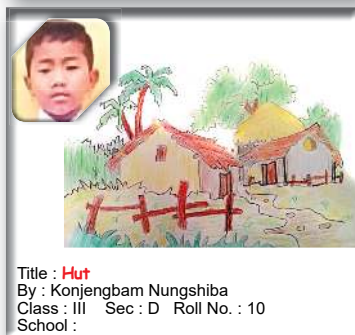 Title : Hut
By : Konjengbam Nungshiba
Class : III Sec : D Roll No. : 10
School :